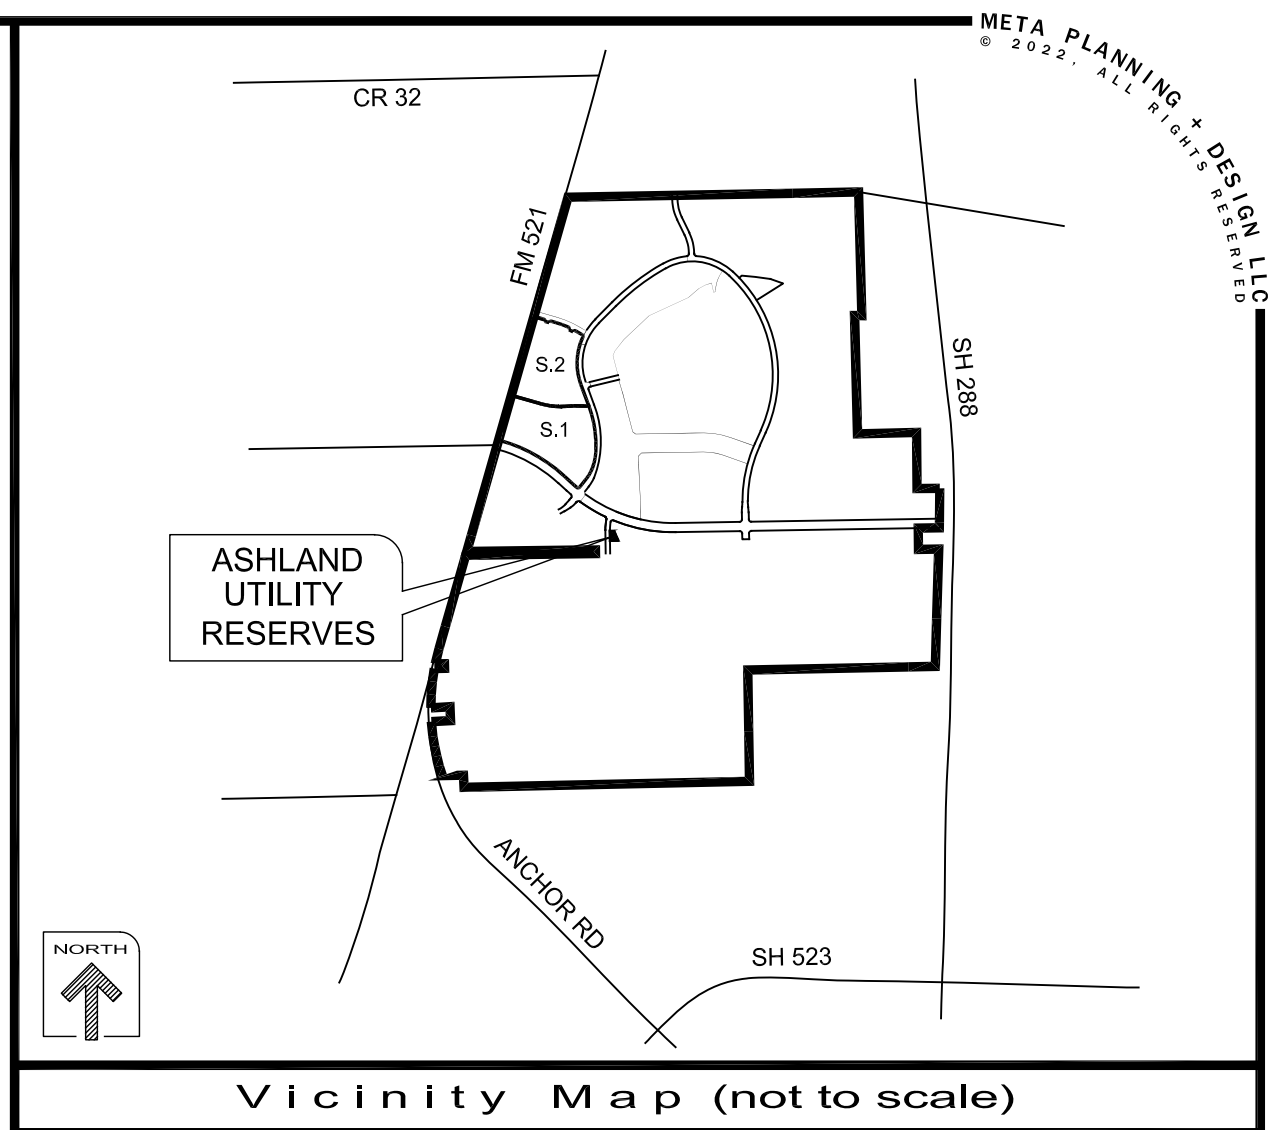 META PLANNING + DESIGN LLC
© 2022, ALL RIGHTS RESERVED
CR 32
FM 521
SH 288
S.2
S.1
ASHLAND
UTILITY
RESERVES
ANCHOR RD
SH 523
NORTH
Vicinity Map (not to scale)